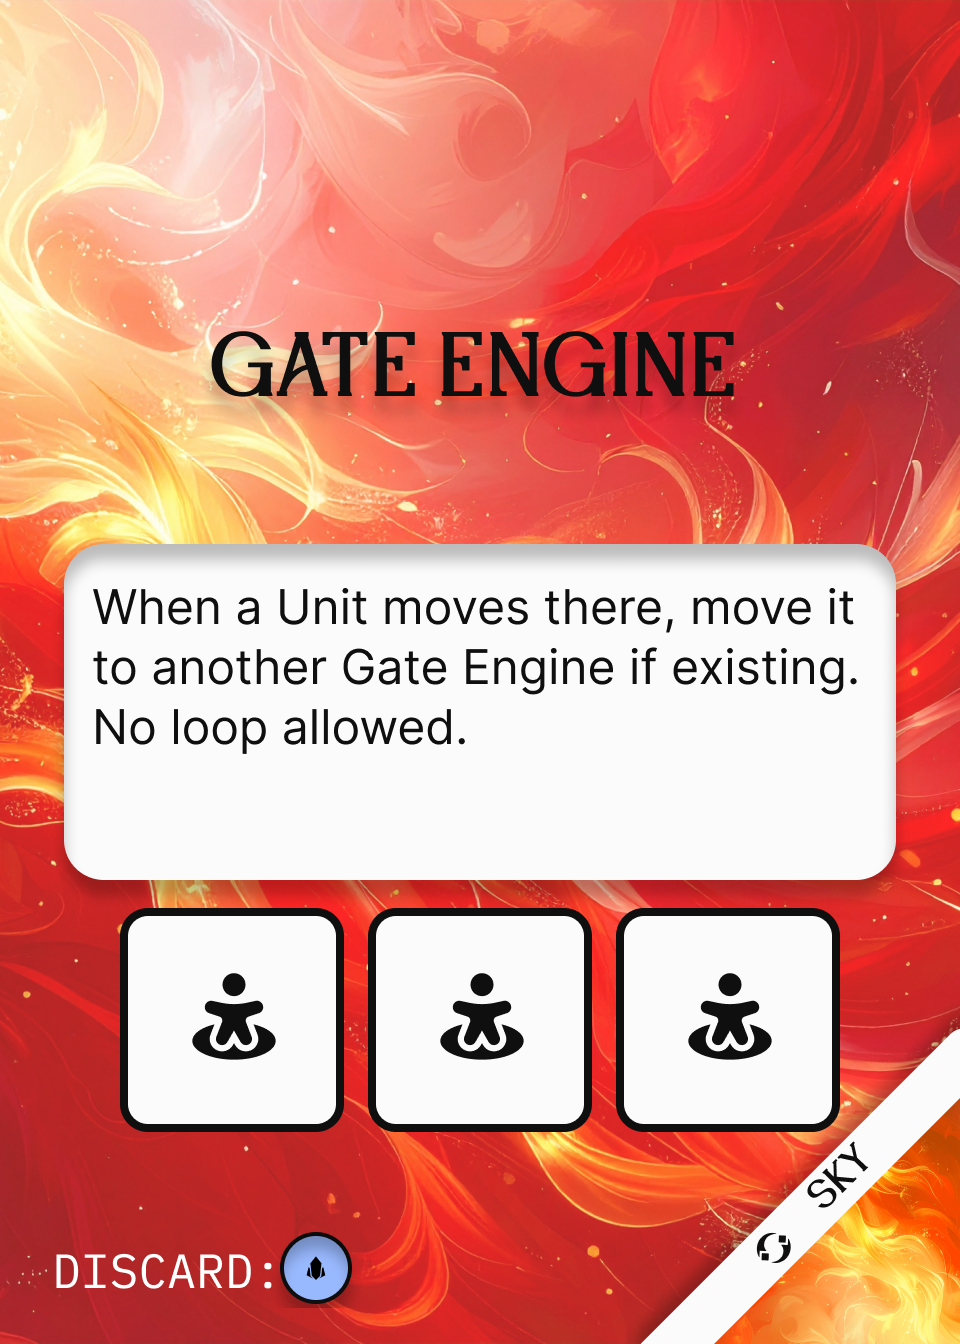 GATE ENGINE
When a Unit moves there, move it
to another Gate Engine if existing.
No loop allowed.
SKY
DISCARD: